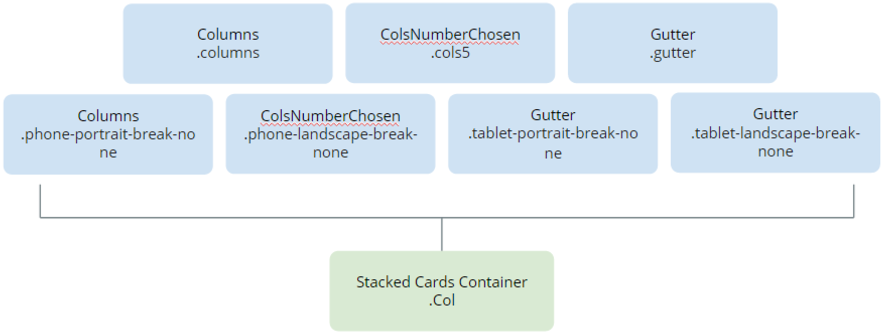 Columns
.columns
ColsNumberChosen
.cols5
Gutter
.gutter
Columns
.phone-portrait-break-no
ne
ColsNumberChosen
.phone-landscape-break-
none
Gutter
.tablet-portrait-break-no
ne
Gutter
.tablet-landscape-break-
none
Stacked Cards Container
.Col